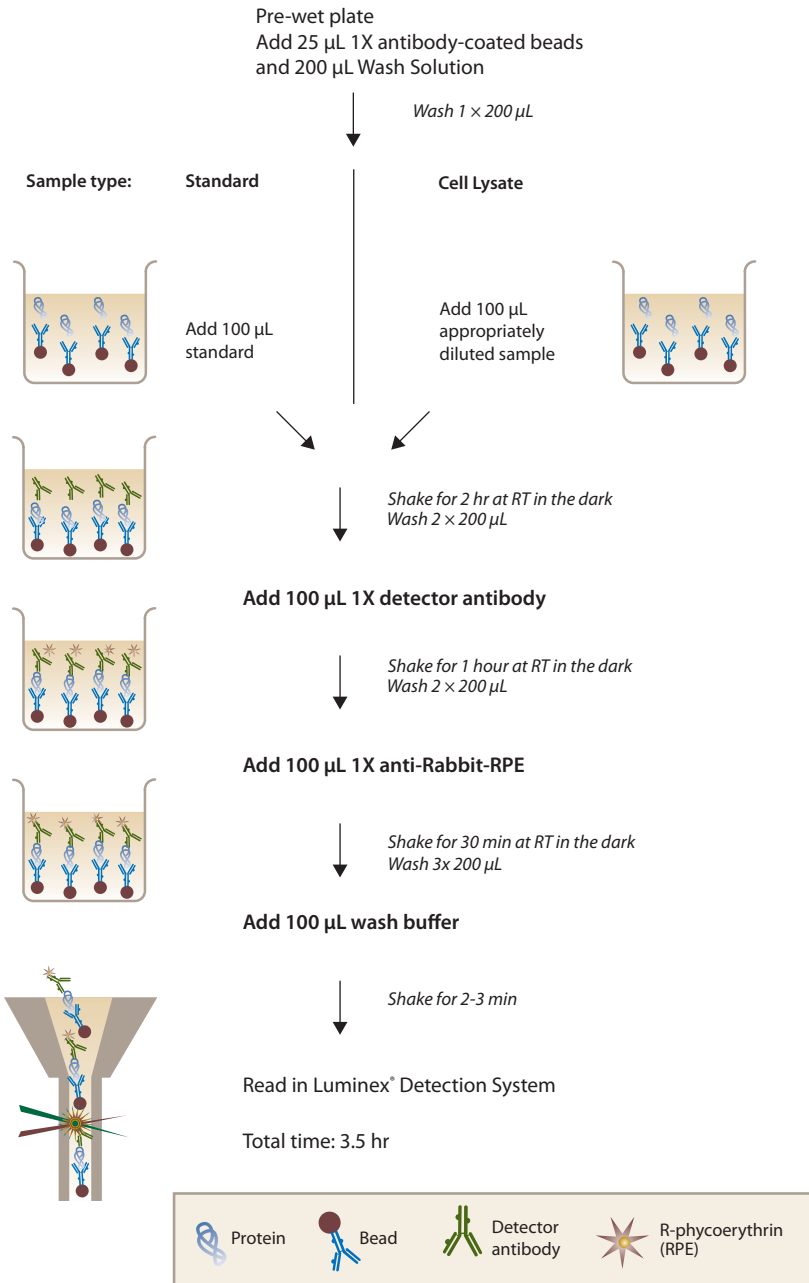 Pre-wet plate
Add 25 µL 1X antibody-coated beads
and 200 µL Wash Solution
Wash 1 × 200 µL
Sample type:
Standard
Cell Lysate
Add 100 µL
standard
Add 100 µL
appropriately
diluted sample
Shake for 2 hr at RT in the dark
Wash 2 × 200 µL
Add 100 µL 1X detector antibody
Shake for 1 hour at RT in the dark
Wash 2 × 200 µL
Add 100 µL 1X anti-Rabbit-RPE
Shake for 30 min at RT in the dark
Wash 3x 200 µL
Add 100 µL wash buffer
Shake for 2-3 min
Read in Luminex® Detection System
Total time: 3.5 hr
Protein
Bead
Detector
antibody
R-phycoerythrin
(RPE)